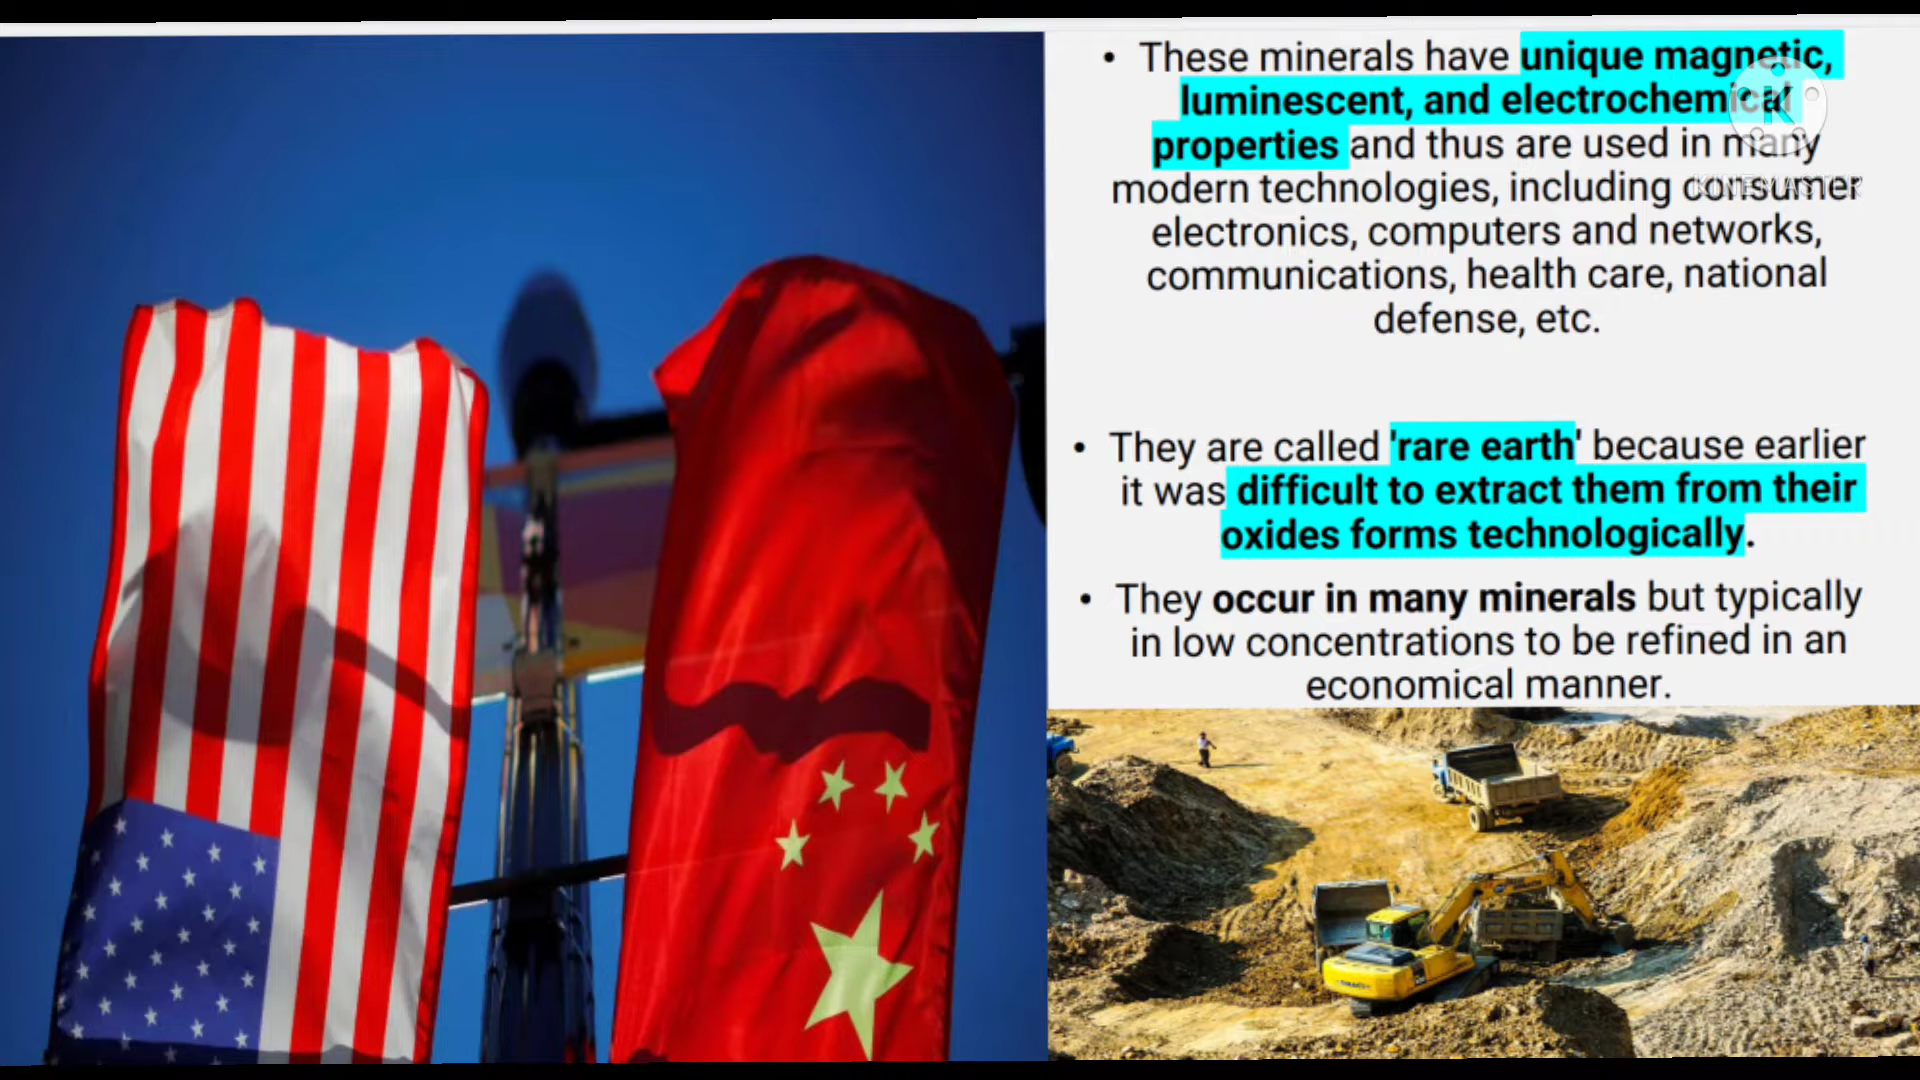 • These minerals have unique magnetic,
luminescent, and electrochemical
properties and thus are used in many
modern technologies, including consumer
electronics, computers and networks,
communications, health care, national
defense, etc.
• They are called 'rare earth' because earlier
it was difficult to extract them from their
oxides forms technologically.
• They occur in many minerals but typically
in low concentrations to be refined in an
economical manner.
K
KINEMASTER